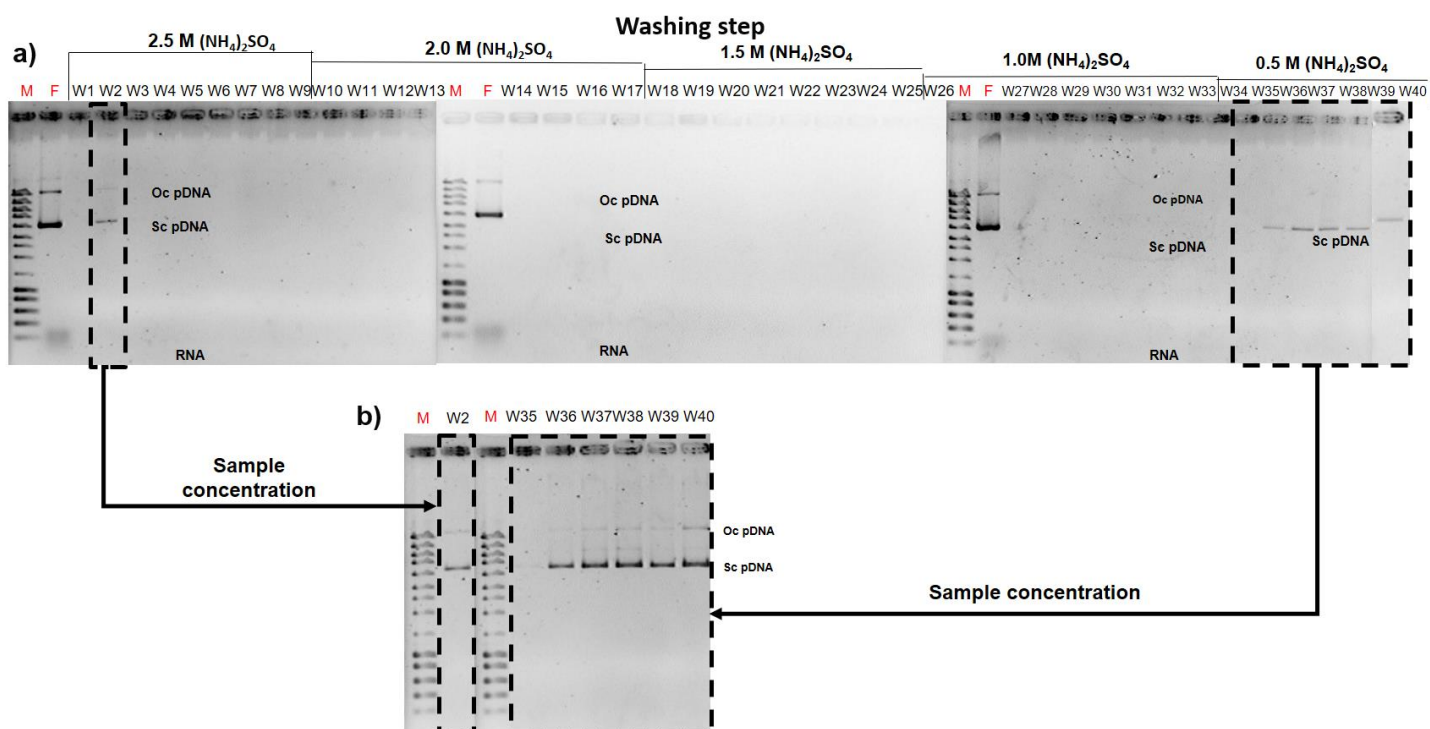 Washing step
a)
2.5 M (NH₄)₂SO₄ 2.0 M (NH₄)₂SO₄ 1.5 M (NH₄)₂SO₄ 1.0M (NH₄)₂SO₄ 0.5 M (NH₄)₂SO₄
M F W1 W2 W3 W4 W5 W6 W7 W8 W9 W10 W11 W12 W13 M F W14 W15 W16 W17 W18 W19 W20 W21 W22 W23 W24 W25 W26 M F W27 W28 W29 W30 W31 W32 W33 W34 W35 W36 W37 W38 W39 W40
Oc pDNA Oc pDNA Oc pDNA
Sc pDNA Sc pDNA Sc pDNA Sc pDNA
RNA RNA RNA
b)
M W2 M W35 W36 W37 W38 W39 W40
Sample
concentration
Oc pDNA
Sc pDNA
Sample concentration